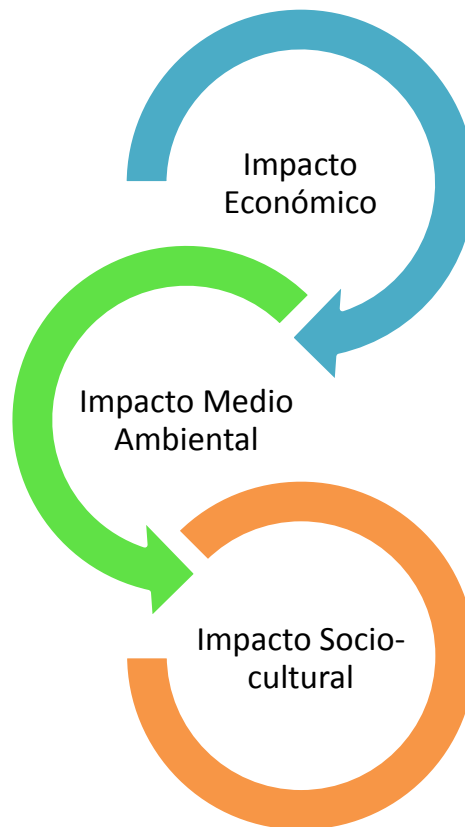 Impacto
Económico
Impacto Medio
Ambiental
Impacto Socio-
cultural